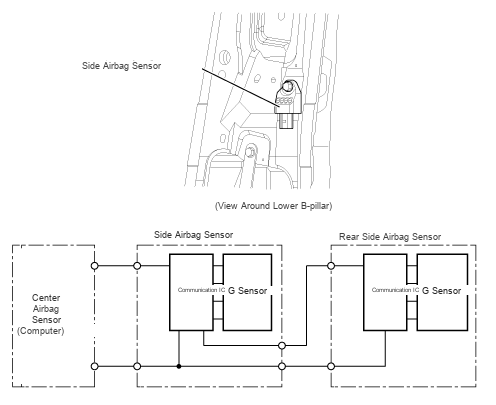 Side Airbag Sensor
(View Around Lower B-pillar)
Side Airbag Sensor
Rear Side Airbag Sensor
Communication IC
G Sensor
Communication IC
G Sensor
Center
Airbag
Sensor
(Computer)